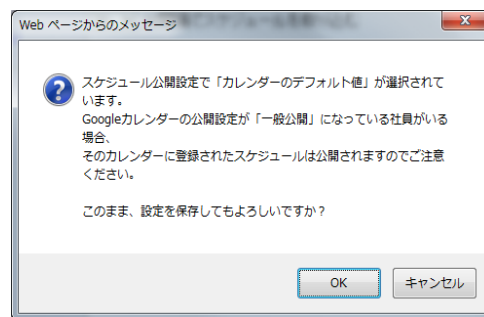 Web ページからのメッセージ
スケジュール公開設定で「カレンダーのデフォルト値」が選択されて
います。
Googleカレンダーの公開設定が「一般公開」になっている社員がいる
場合、
そのカレンダーに登録されたスケジュールは公開されますのでご注意
ください。
このまま、設定を保存してもよろしいですか？
OK
キャンセル